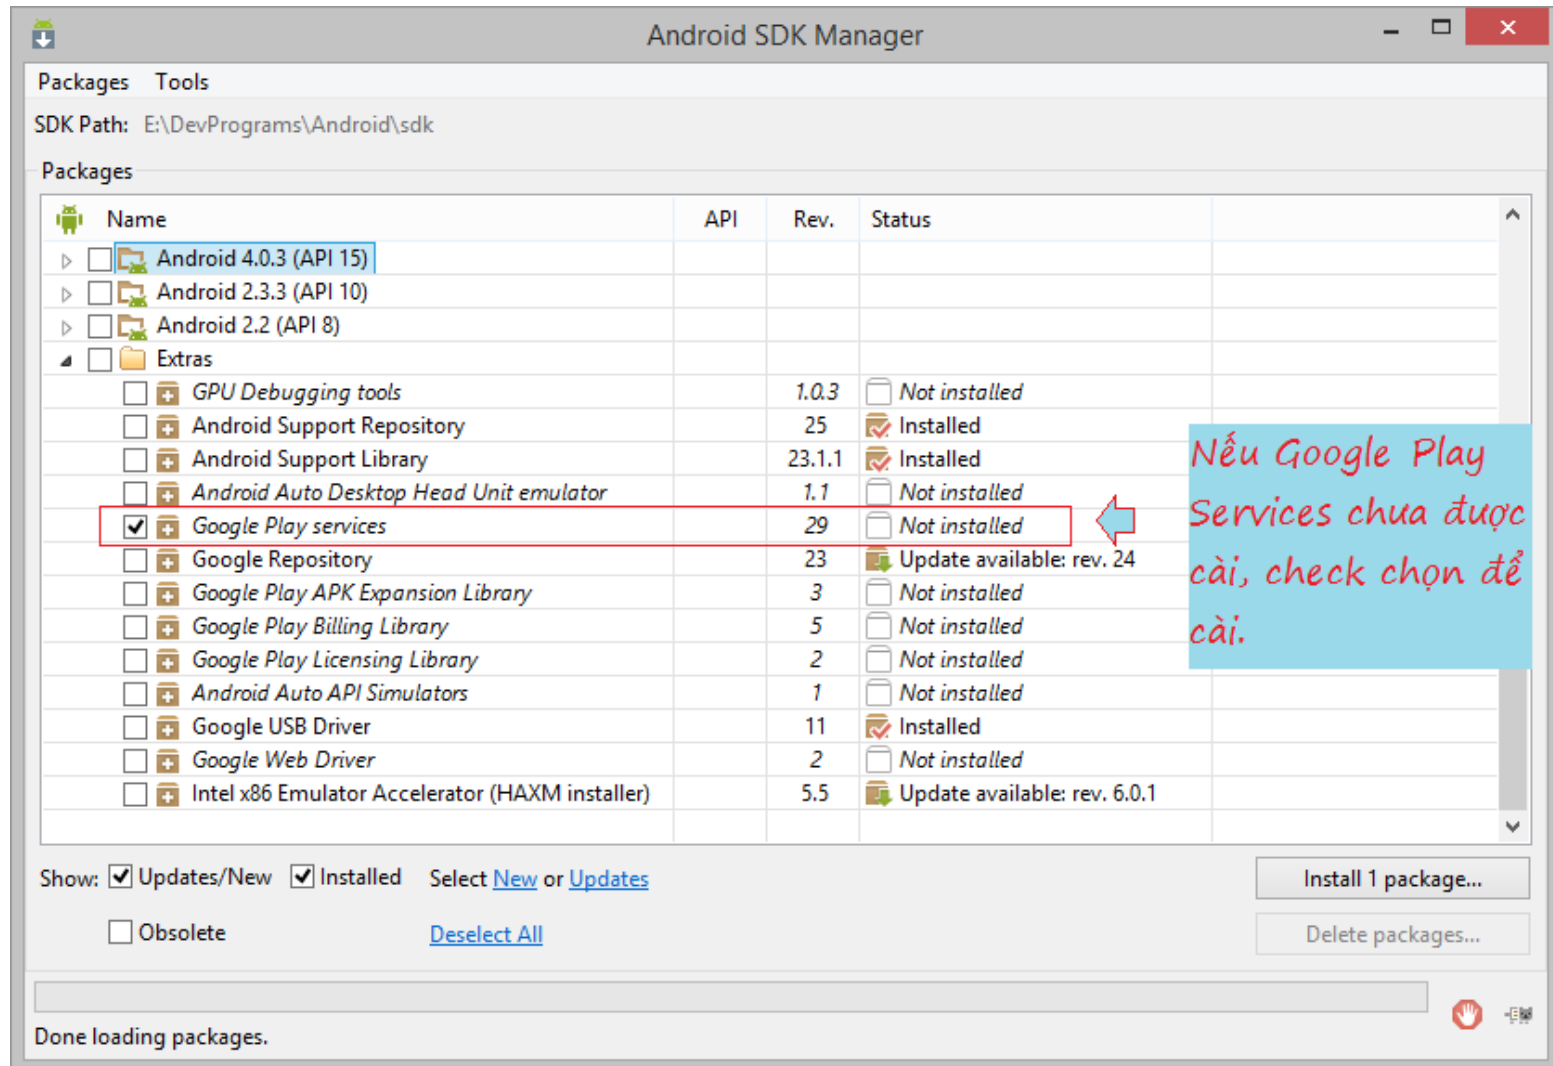 Android SDK Manager
Packages Tools
SDK Path: E:\DevPrograms\Android\sdk
Packages
Name API Rev. Status
Android 4.0.3 (API 15)
Android 2.3.3 (API 10)
Android 2.2 (API 8)
Extras
GPU Debugging tools 1.0.3 Not installed
Android Support Repository 25 Installed
Android Support Library 23.1.1 Installed
Android Auto Desktop Head Unit emulator 1.1 Not installed
Google Play services 29 Not installed
Google Repository 23 Update available: rev. 24
Google Play APK Expansion Library 3 Not installed
Google Play Billing Library 5 Not installed
Google Play Licensing Library 2 Not installed
Android Auto API Simulators 1 Not installed
Google USB Driver 11 Installed
Google Web Driver 2 Not installed
Intel x86 Emulator Accelerator (HAXM installer) 5.5 Update available: rev. 6.0.1
Nếu Google Play
Services chưa được
cài, check chọn để
cài.
Show: Updates/New Installed Select New or Updates
Install 1 package...
Obsolete Deselect All
Delete packages...
Done loading packages.